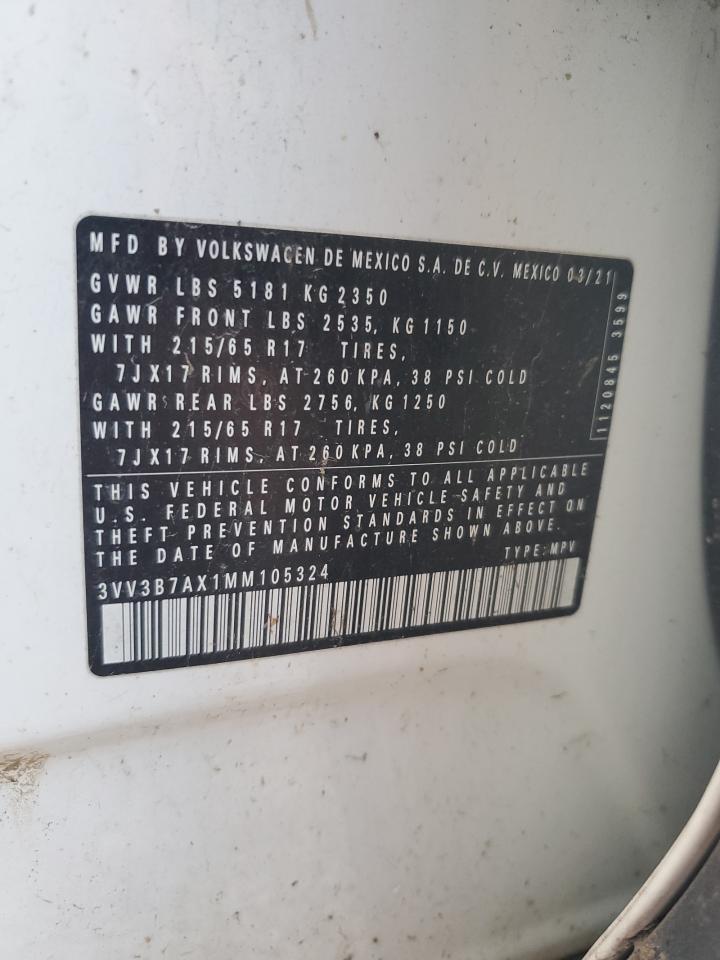 MFD BY VOLKSWAGEN DE MEXICO S.A. DE C.V. MEXICO 03/21
GVWR LBS 5181 KG 2350
GAWR FRONT LBS 2535, KG 1150
WITH 215/65 R17 TIRES,
7JX17 RIMS, AT 260 KPA, 38 PSI COLD
GAWR REAR LBS 2756, KG 1250
WITH 215/65 R17 TIRES,
7JX17 RIMS, AT 260 KPA, 38 PSI COLD
1120845 3599
THIS VEHICLE CONFORMS TO ALL APPLICABLE
U.S. FEDERAL MOTOR VEHICLE SAFETY AND
THEFT PREVENTION STANDARDS IN EFFECT ON
THE DATE OF MANUFACTURE SHOWN ABOVE.
TYPE: MPV
3VV3B7AX1MM105324